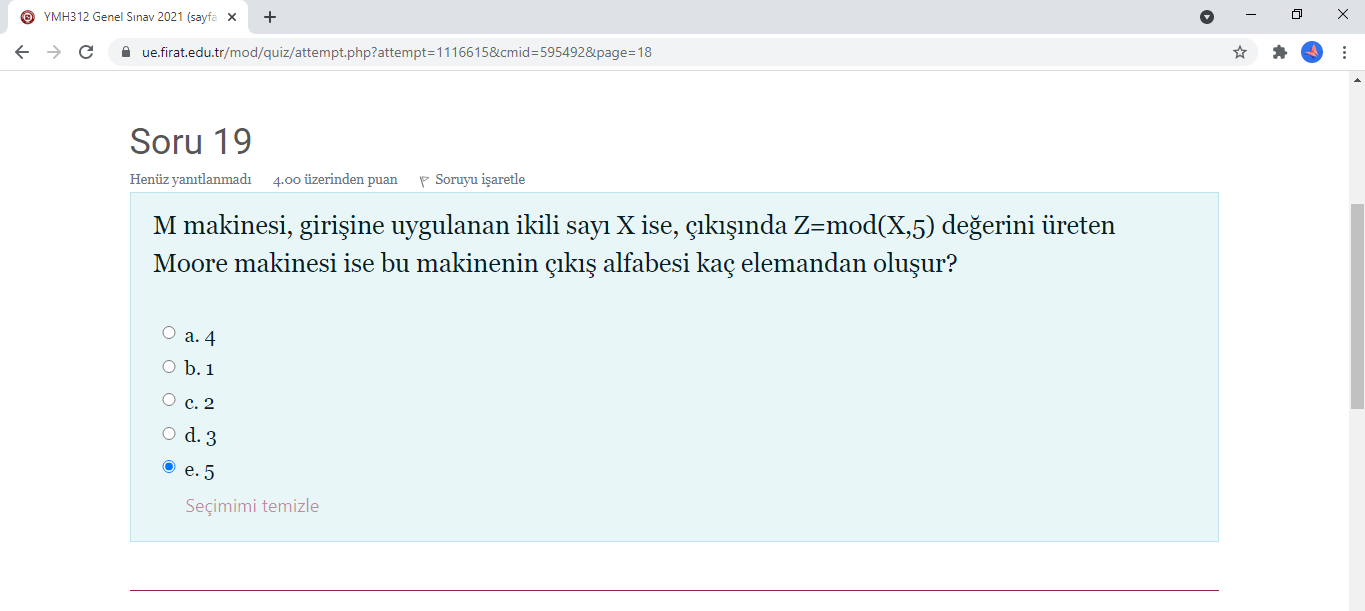 YMH312 Genel Sınav 2021 (sayfa
ue.firat.edu.tr/mod/quiz/attempt.php?attempt=1116615&cmid=595492&page=18
Soru 19
Henüz yanıtlanmadı 4.00 üzerinden puan Soruyu işaretle
M makinesi, girişine uygulanan ikili sayı X ise, çıkışında Z=mod(X,5) değerini üreten
Moore makinesi ise bu makinenin çıkış alfabesi kaç elemandan oluşur?
a. 4
b. 1
c. 2
d. 3
e. 5
Seçimimi temizle